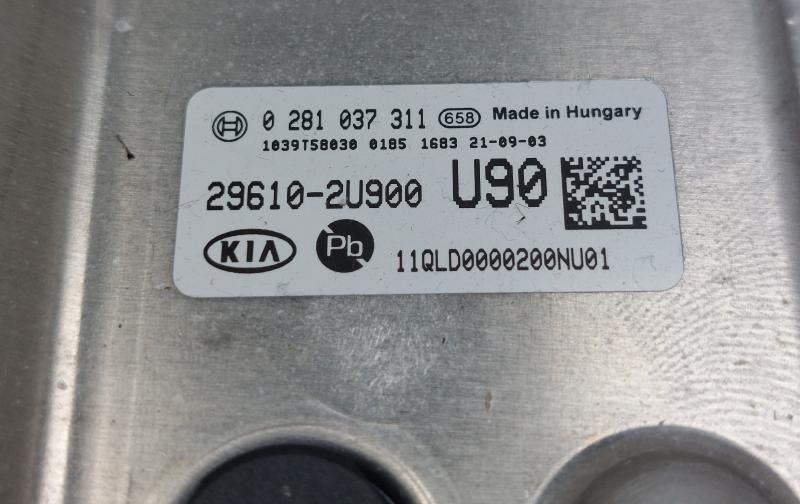 0 281 037 311 658 Made in Hungary
1039T58030 0185 1683 21-09-03
29610-2U900 U90
KIA Pb 11QLD0000200NU01